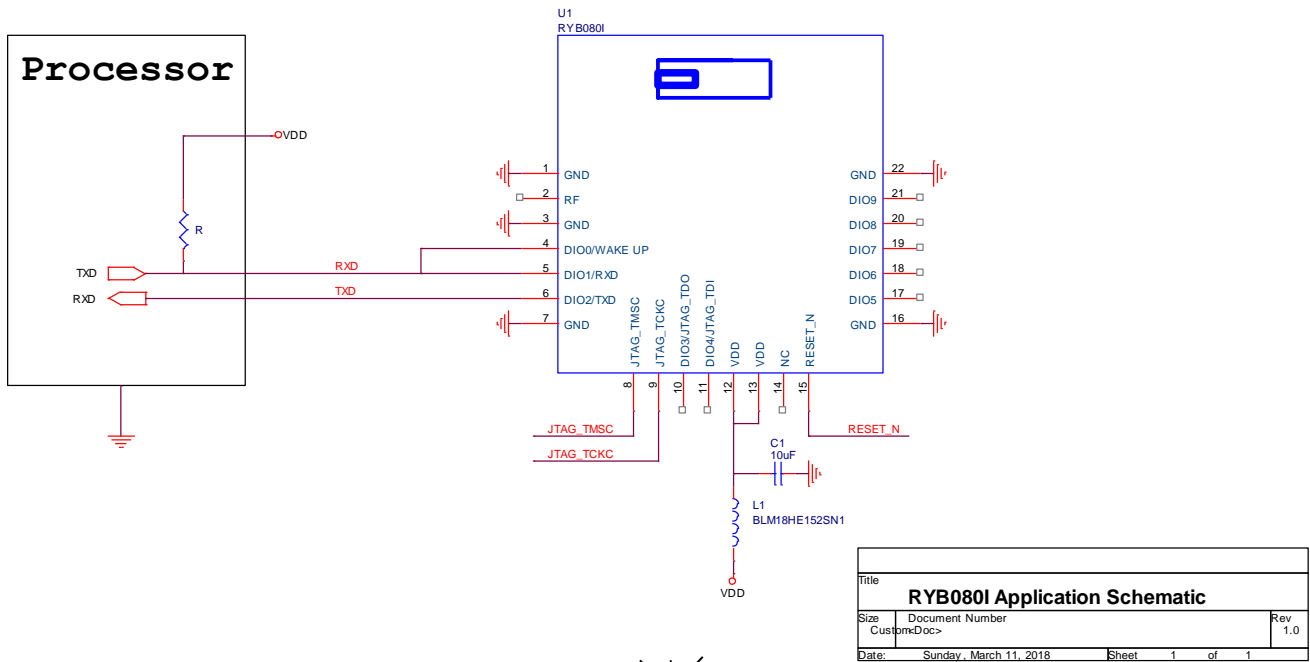 U1
RYB080I
Processor
VDD
R
TXD
RXD
RXD
TXD
1 GND
2 RF
3 GND
4 DIO0/WAKE UP
5 DIO1/RXD
6 DIO2/TXD
7 GND
GND 22
DIO9 21
DIO8 20
DIO7 19
DIO6 18
DIO5 17
GND 16
JTAG_TMSC 8
JTAG_TCKC 9
DIO3/JTAG_TDO 10
DIO4/JTAG_TDI 11
VDD 12
VDD 13
NC 14
RESET_N 15
JTAG_TMSC
JTAG_TCKC
RESET_N
C1
10uF
L1
BLM18HE152SN1
VDD
Title
RYB080I Application Schematic
Size Document Number Rev
Custom <Doc> 1.0
Date: Sunday, March 11, 2018 Sheet 1 of 1